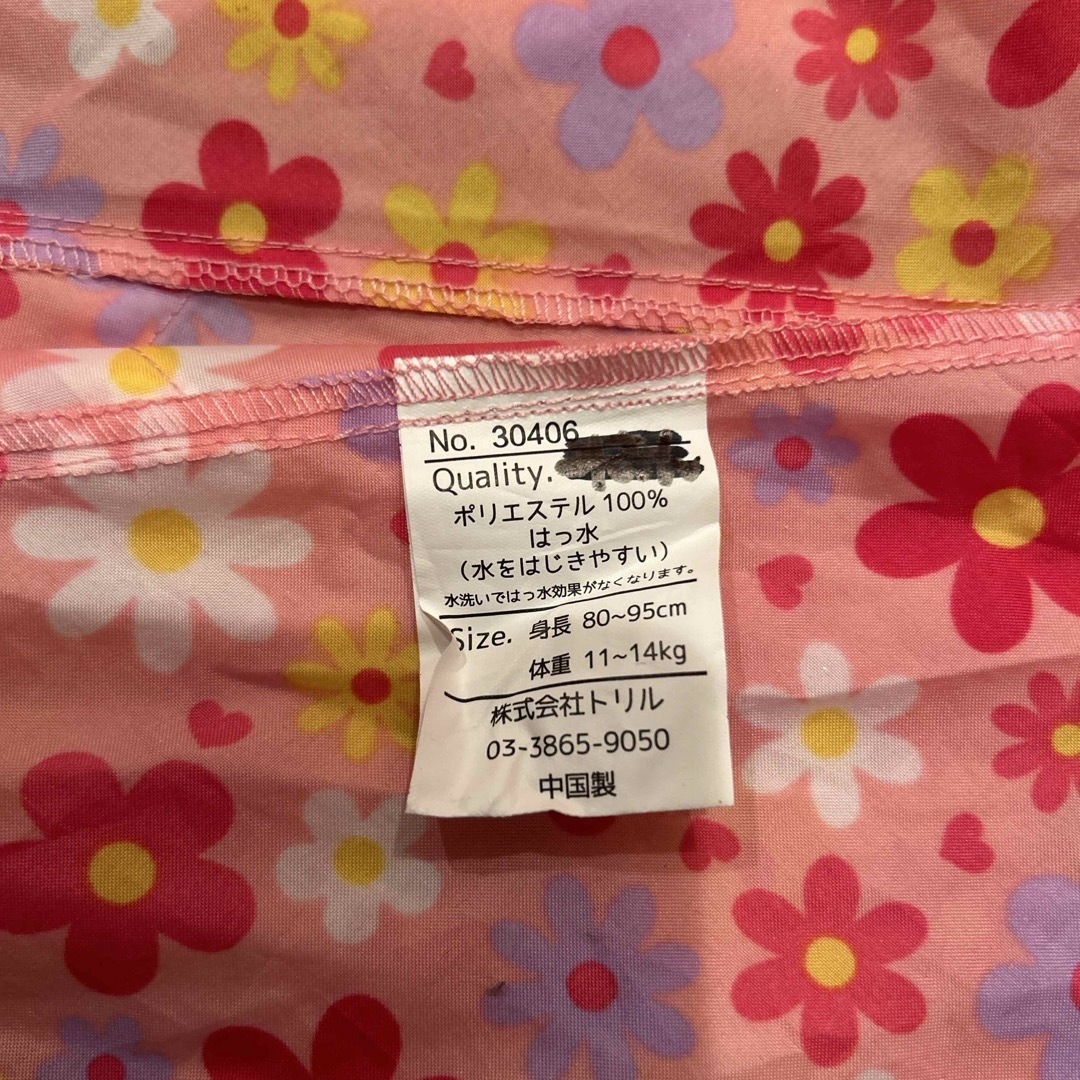 No. 30406
Quality.
ポリエステル 100%
はっ水
（水をはじきやすい）
水洗いではっ水効果がなくなります。
Size. 身長 80~95cm
体重 11~14kg
株式会社トリル
03-3865-9050
中国製